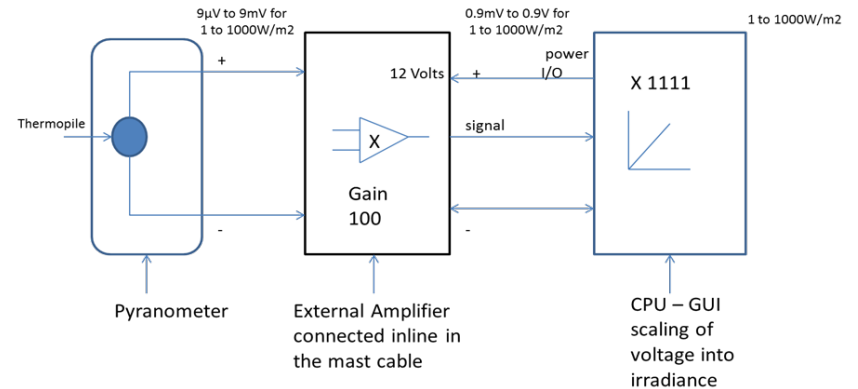 9µV to 9mV for
1 to 1000W/m2
0.9mV to 0.9V for
1 to 1000W/m2
1 to 1000W/m2
+
12 Volts
+
power
I/O
X 1111
Thermopile
X
signal
Gain
100
-
-
Pyranometer
External Amplifier
connected inline in
the mast cable
CPU – GUI
scaling of
voltage into
irradiance